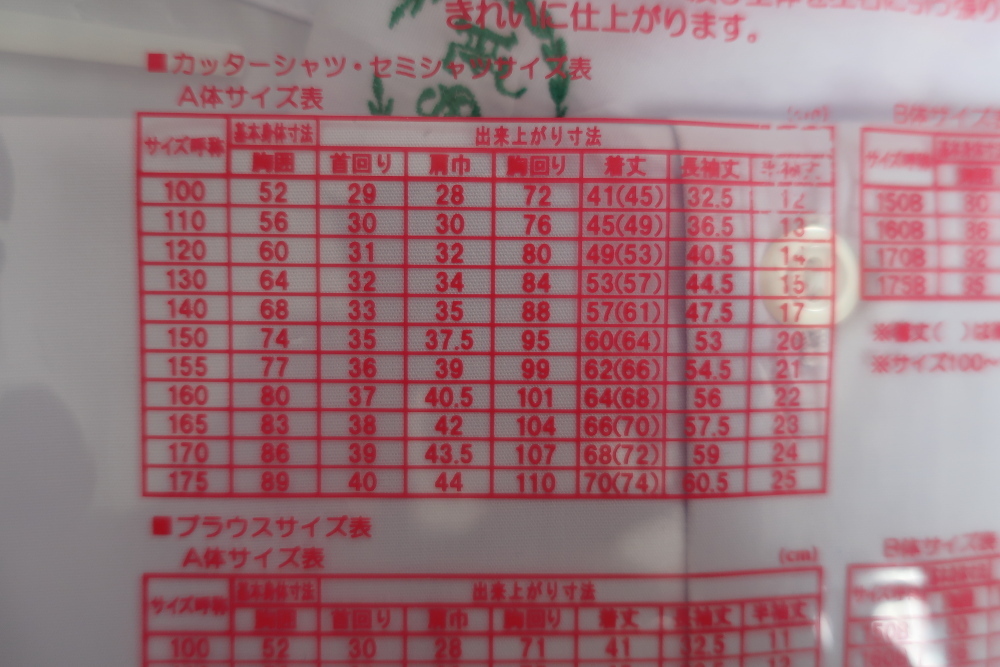 きれいに仕上がります。
■カッターシャツ・セミシャツサイズ表
A体サイズ表
サイズ呼称 基本身体寸法 出来上がり寸法
胸囲 首回り 肩巾 胸回り 着丈 長袖丈 半袖丈
100 52 29 28 72 41(45) 32.5 12
110 56 30 30 76 45(49) 36.5 13
120 60 31 32 80 49(53) 40.5 14
130 64 32 34 84 53(57) 44.5 15
140 68 33 35 88 57(61) 47.5 17
150 74 35 37.5 95 60(64) 53 20
155 77 36 39 99 62(66) 54.5 21
160 80 37 40.5 101 64(68) 56 22
165 83 38 42 104 66(70) 57.5 23
170 86 39 43.5 107 68(72) 59 24
175 89 40 44 110 70(74) 60.5 25
B体サイズ
サイズ呼称
150B 80
160B 86
170B 92
175B 95
※着丈( )は
※サイズ100～
■ブラウスサイズ表
A体サイズ表
(cm)
サイズ呼称 基本身体寸法 出来上がり寸法
胸囲 首回り 肩巾 胸回り 着丈 長袖丈 半袖丈
100 52 30 28 71 41 32.5 11
B体サイズ表